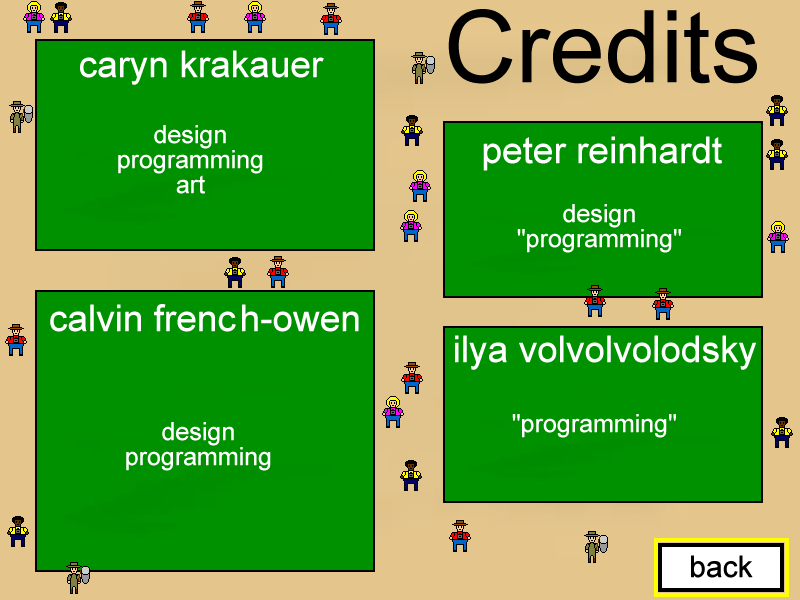 Credits
caryn krakauer
design
programming
art
peter reinhardt
design
"programming"
calvin french-owen
design
programming
ilya volvolvolodsky
"programming"
back